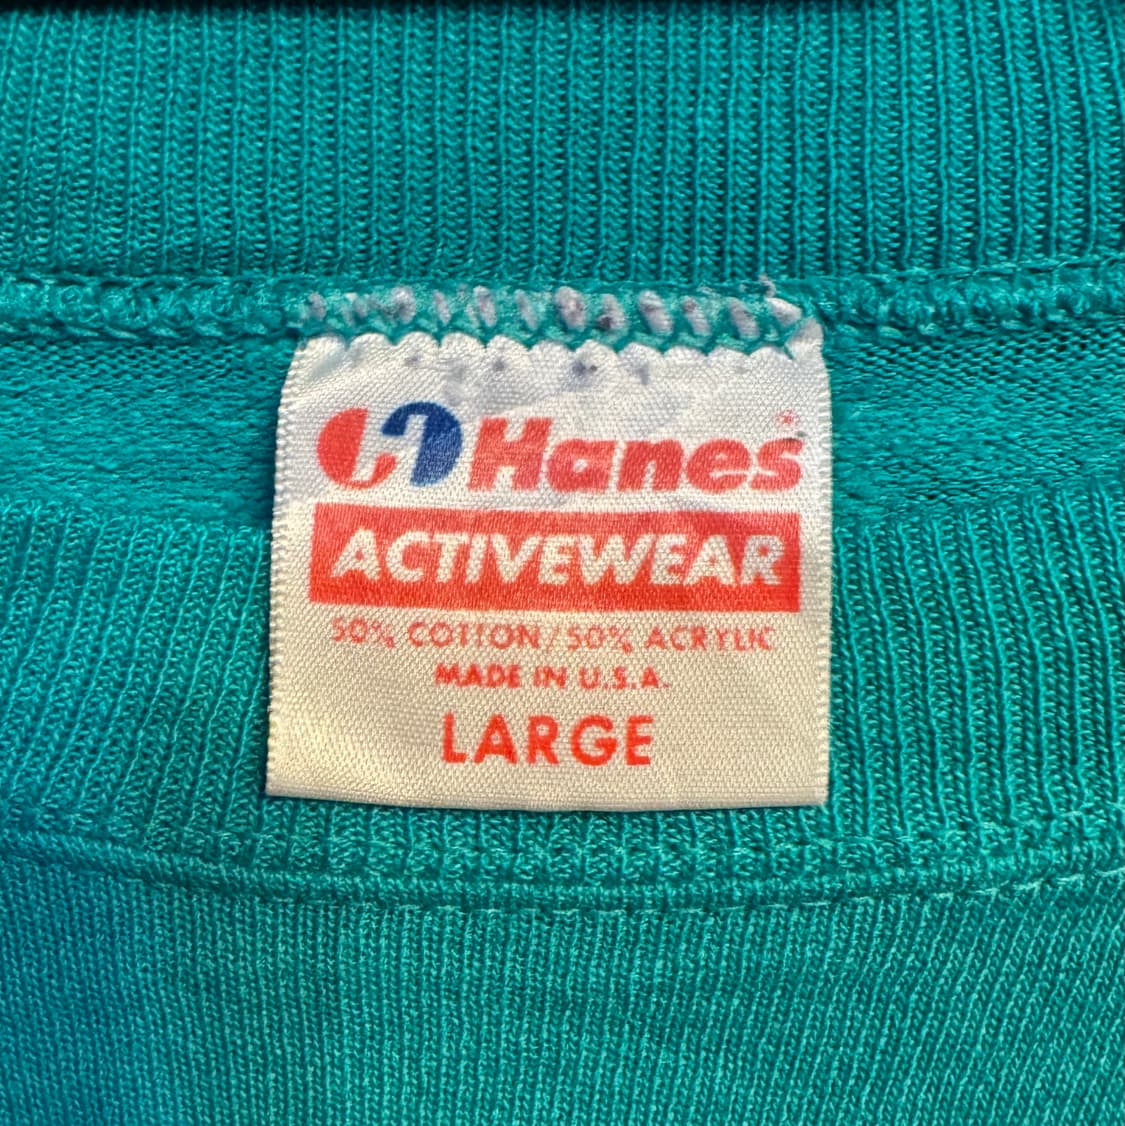 Hanes®
ACTIVEWEAR
50% COTTON/50% ACRYLIC
MADE IN U.S.A.
LARGE